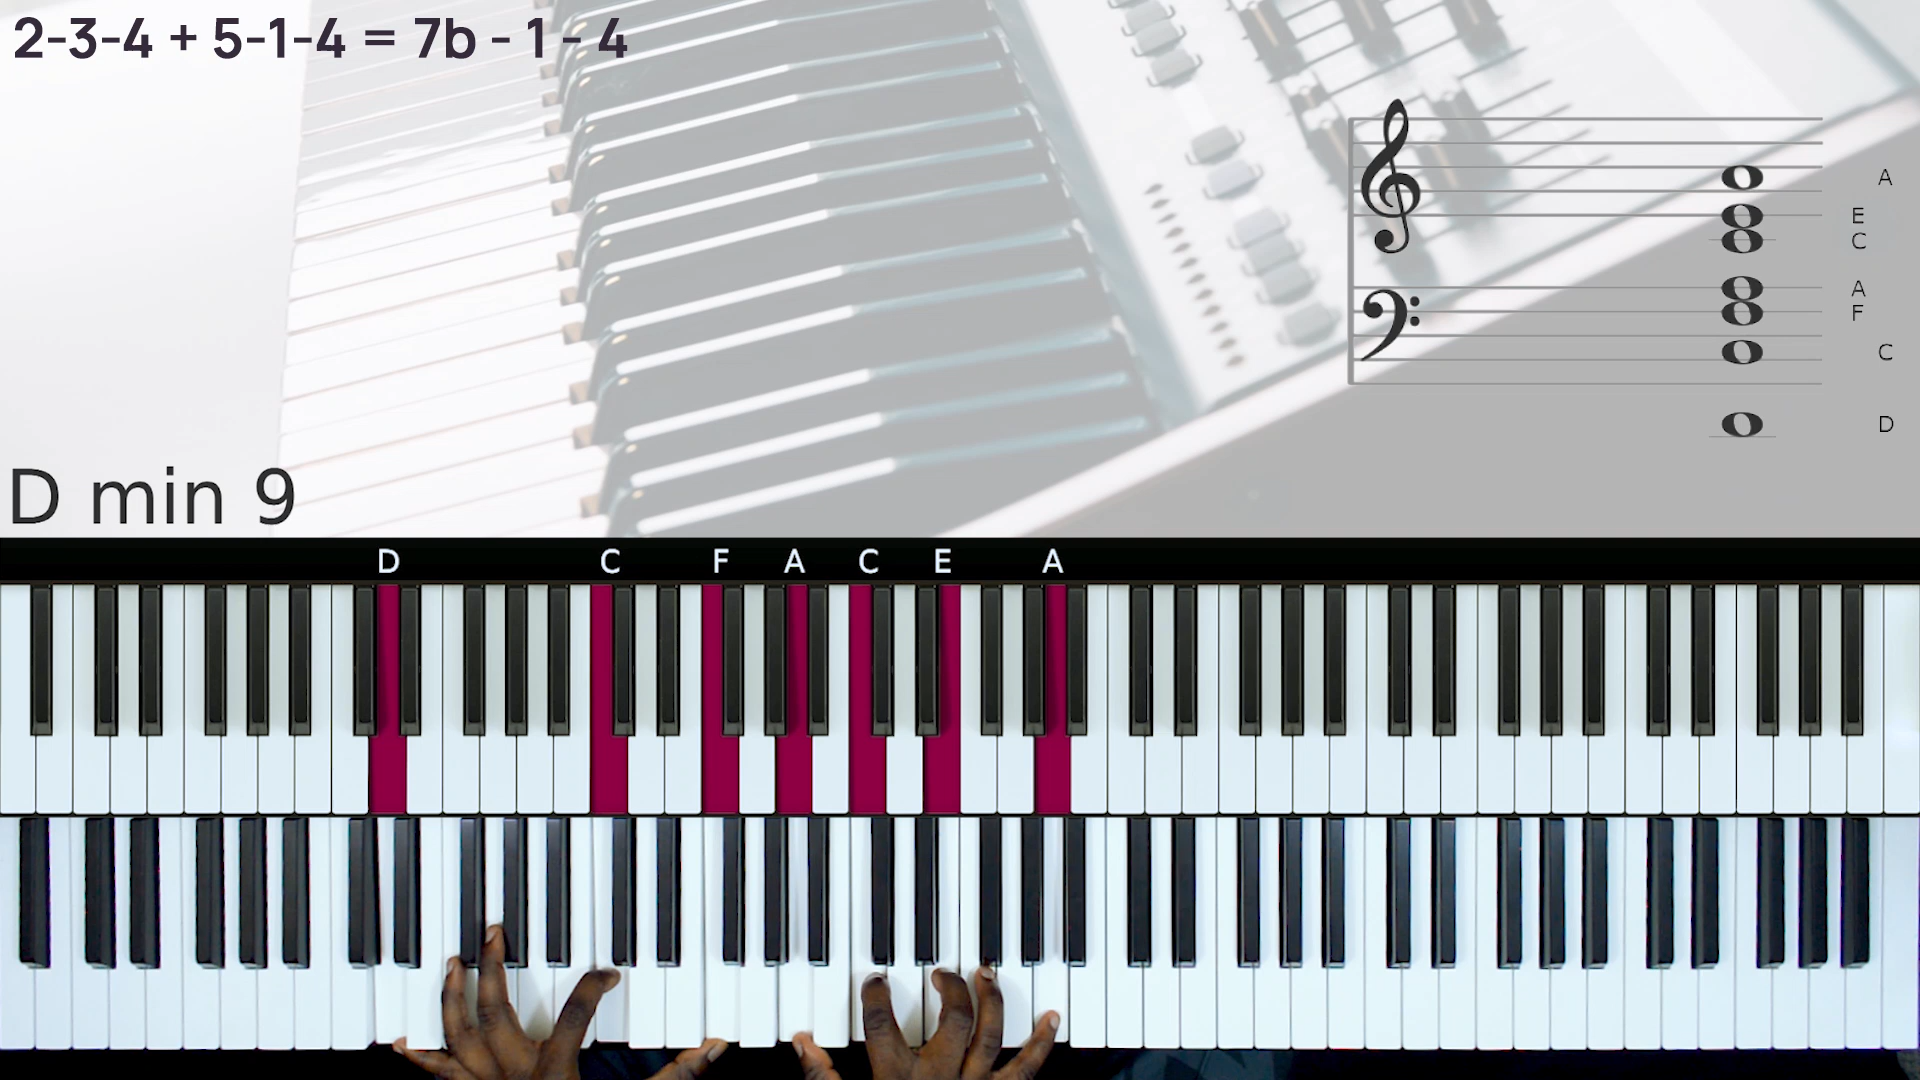 2-3-4 + 5-1-4 = 7b - 1 - 4
A
E
C
A
F
C
D
D min 9
D C F A C E A